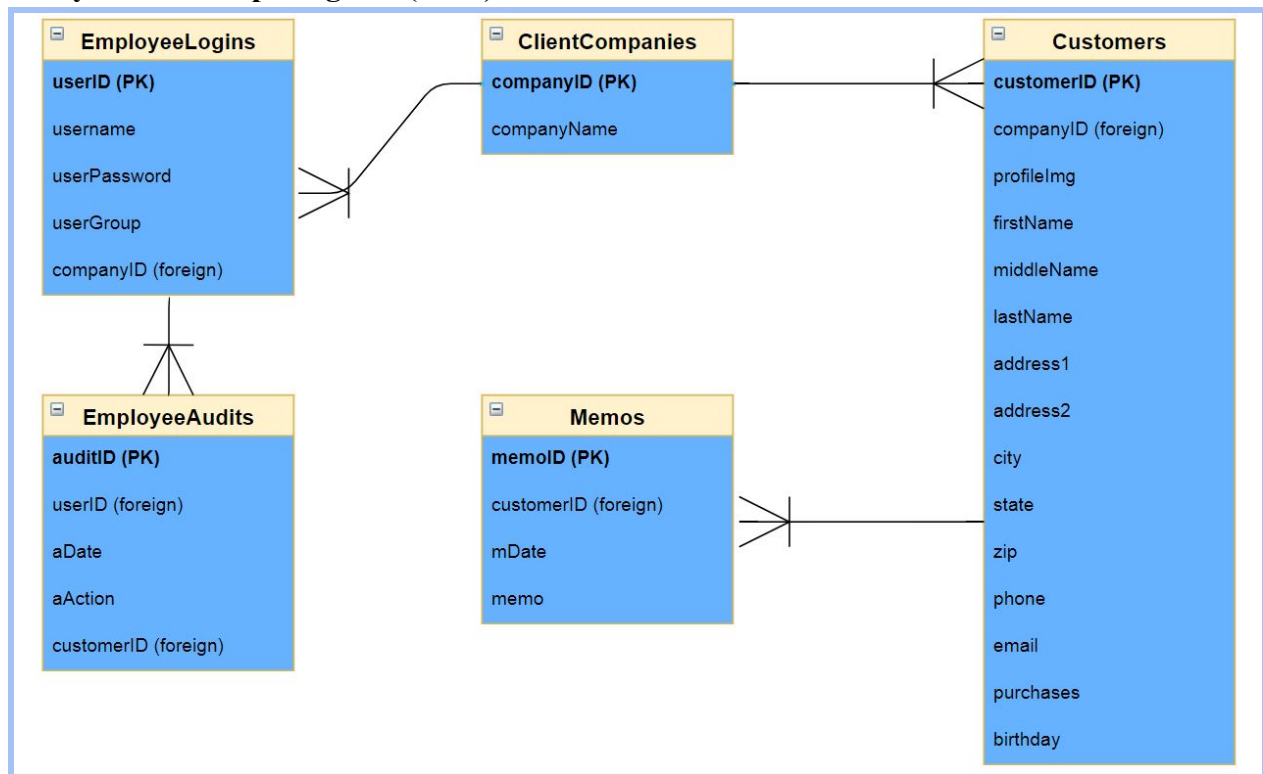 EmployeeLogins
userID (PK)
username
userPassword
userGroup
companyID (foreign)
ClientCompanies
companyID (PK)
companyName
Customers
customerID (PK)
companyID (foreign)
profileImg
firstName
middleName
lastName
address1
address2
city
state
zip
phone
email
purchases
birthday
EmployeeAudits
auditID (PK)
userID (foreign)
aDate
aAction
customerID (foreign)
Memos
memoID (PK)
customerID (foreign)
mDate
memo